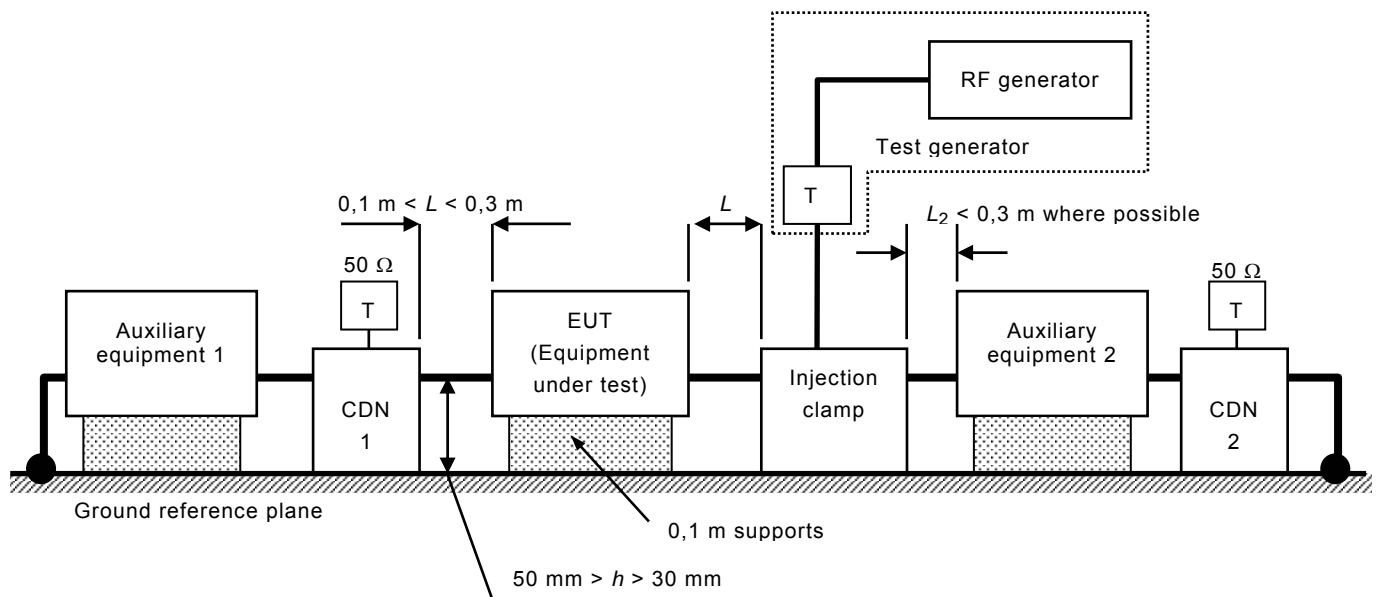 RF generator
Test generator
T
0,1 m < L < 0,3 m
L
L2 < 0,3 m where possible
50 Ω
T
50 Ω
T
Auxiliary
equipment 1
EUT
(Equipment
under test)
Injection
clamp
Auxiliary
equipment 2
CDN
1
CDN
2
Ground reference plane
0,1 m supports
50 mm > h > 30 mm